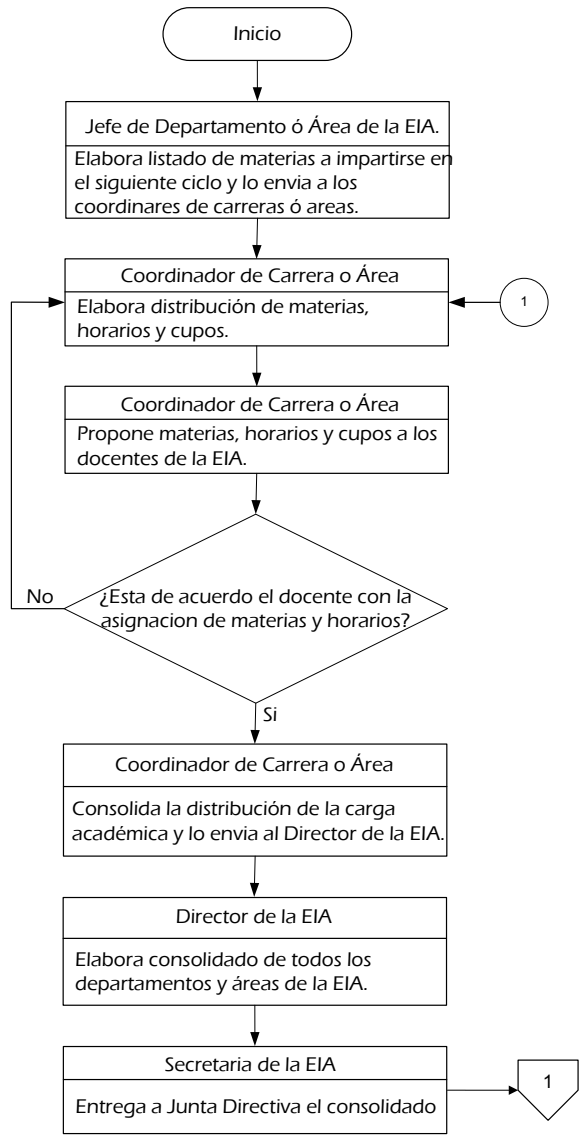 Inicio
Jefe de Departamento ó Área de la EIA.
Elabora listado de materias a impartirse en
el siguiente ciclo y lo envia a los
coordinares de carreras ó areas.
Coordinador de Carrera o Área
Elabora distribución de materias,
horarios y cupos.
1
Coordinador de Carrera o Área
Propone materias, horarios y cupos a los
docentes de la EIA.
No
¿Esta de acuerdo el docente con la
asignacion de materias y horarios?
Si
Coordinador de Carrera o Área
Consolida la distribución de la carga
académica y lo envia al Director de la EIA.
Director de la EIA
Elabora consolidado de todos los
departamentos y áreas de la EIA.
Secretaria de la EIA
Entrega a Junta Directiva el consolidado
1